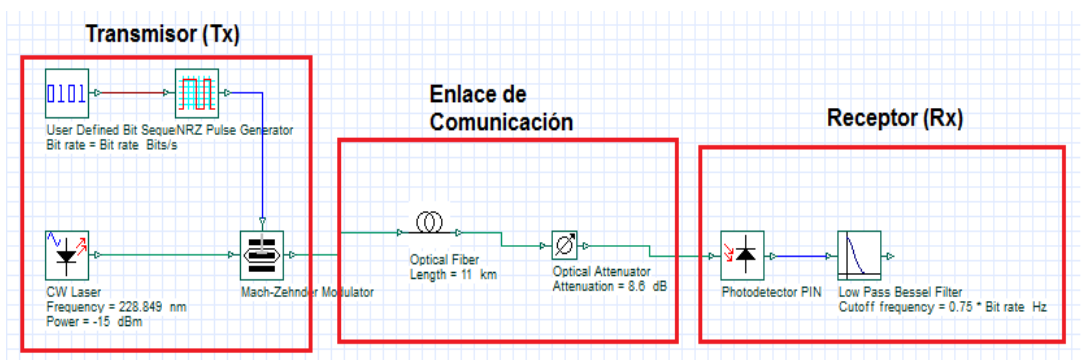 Transmisor (Tx)
0101
User Defined Bit SequeNRZ Pulse Generator
Bit rate = Bit rate Bits/s
CW Laser
Frequency = 228.849 nm
Power = -15 dBm
Mach-Zehnder Modulator
Enlace de
Comunicación
Optical Fiber
Length = 11 km
Optical Attenuator
Attenuation = 8.6 dB
Receptor (Rx)
Photodetector PIN
Low Pass Bessel Filter
Cutoff frequency = 0.75 * Bit rate Hz